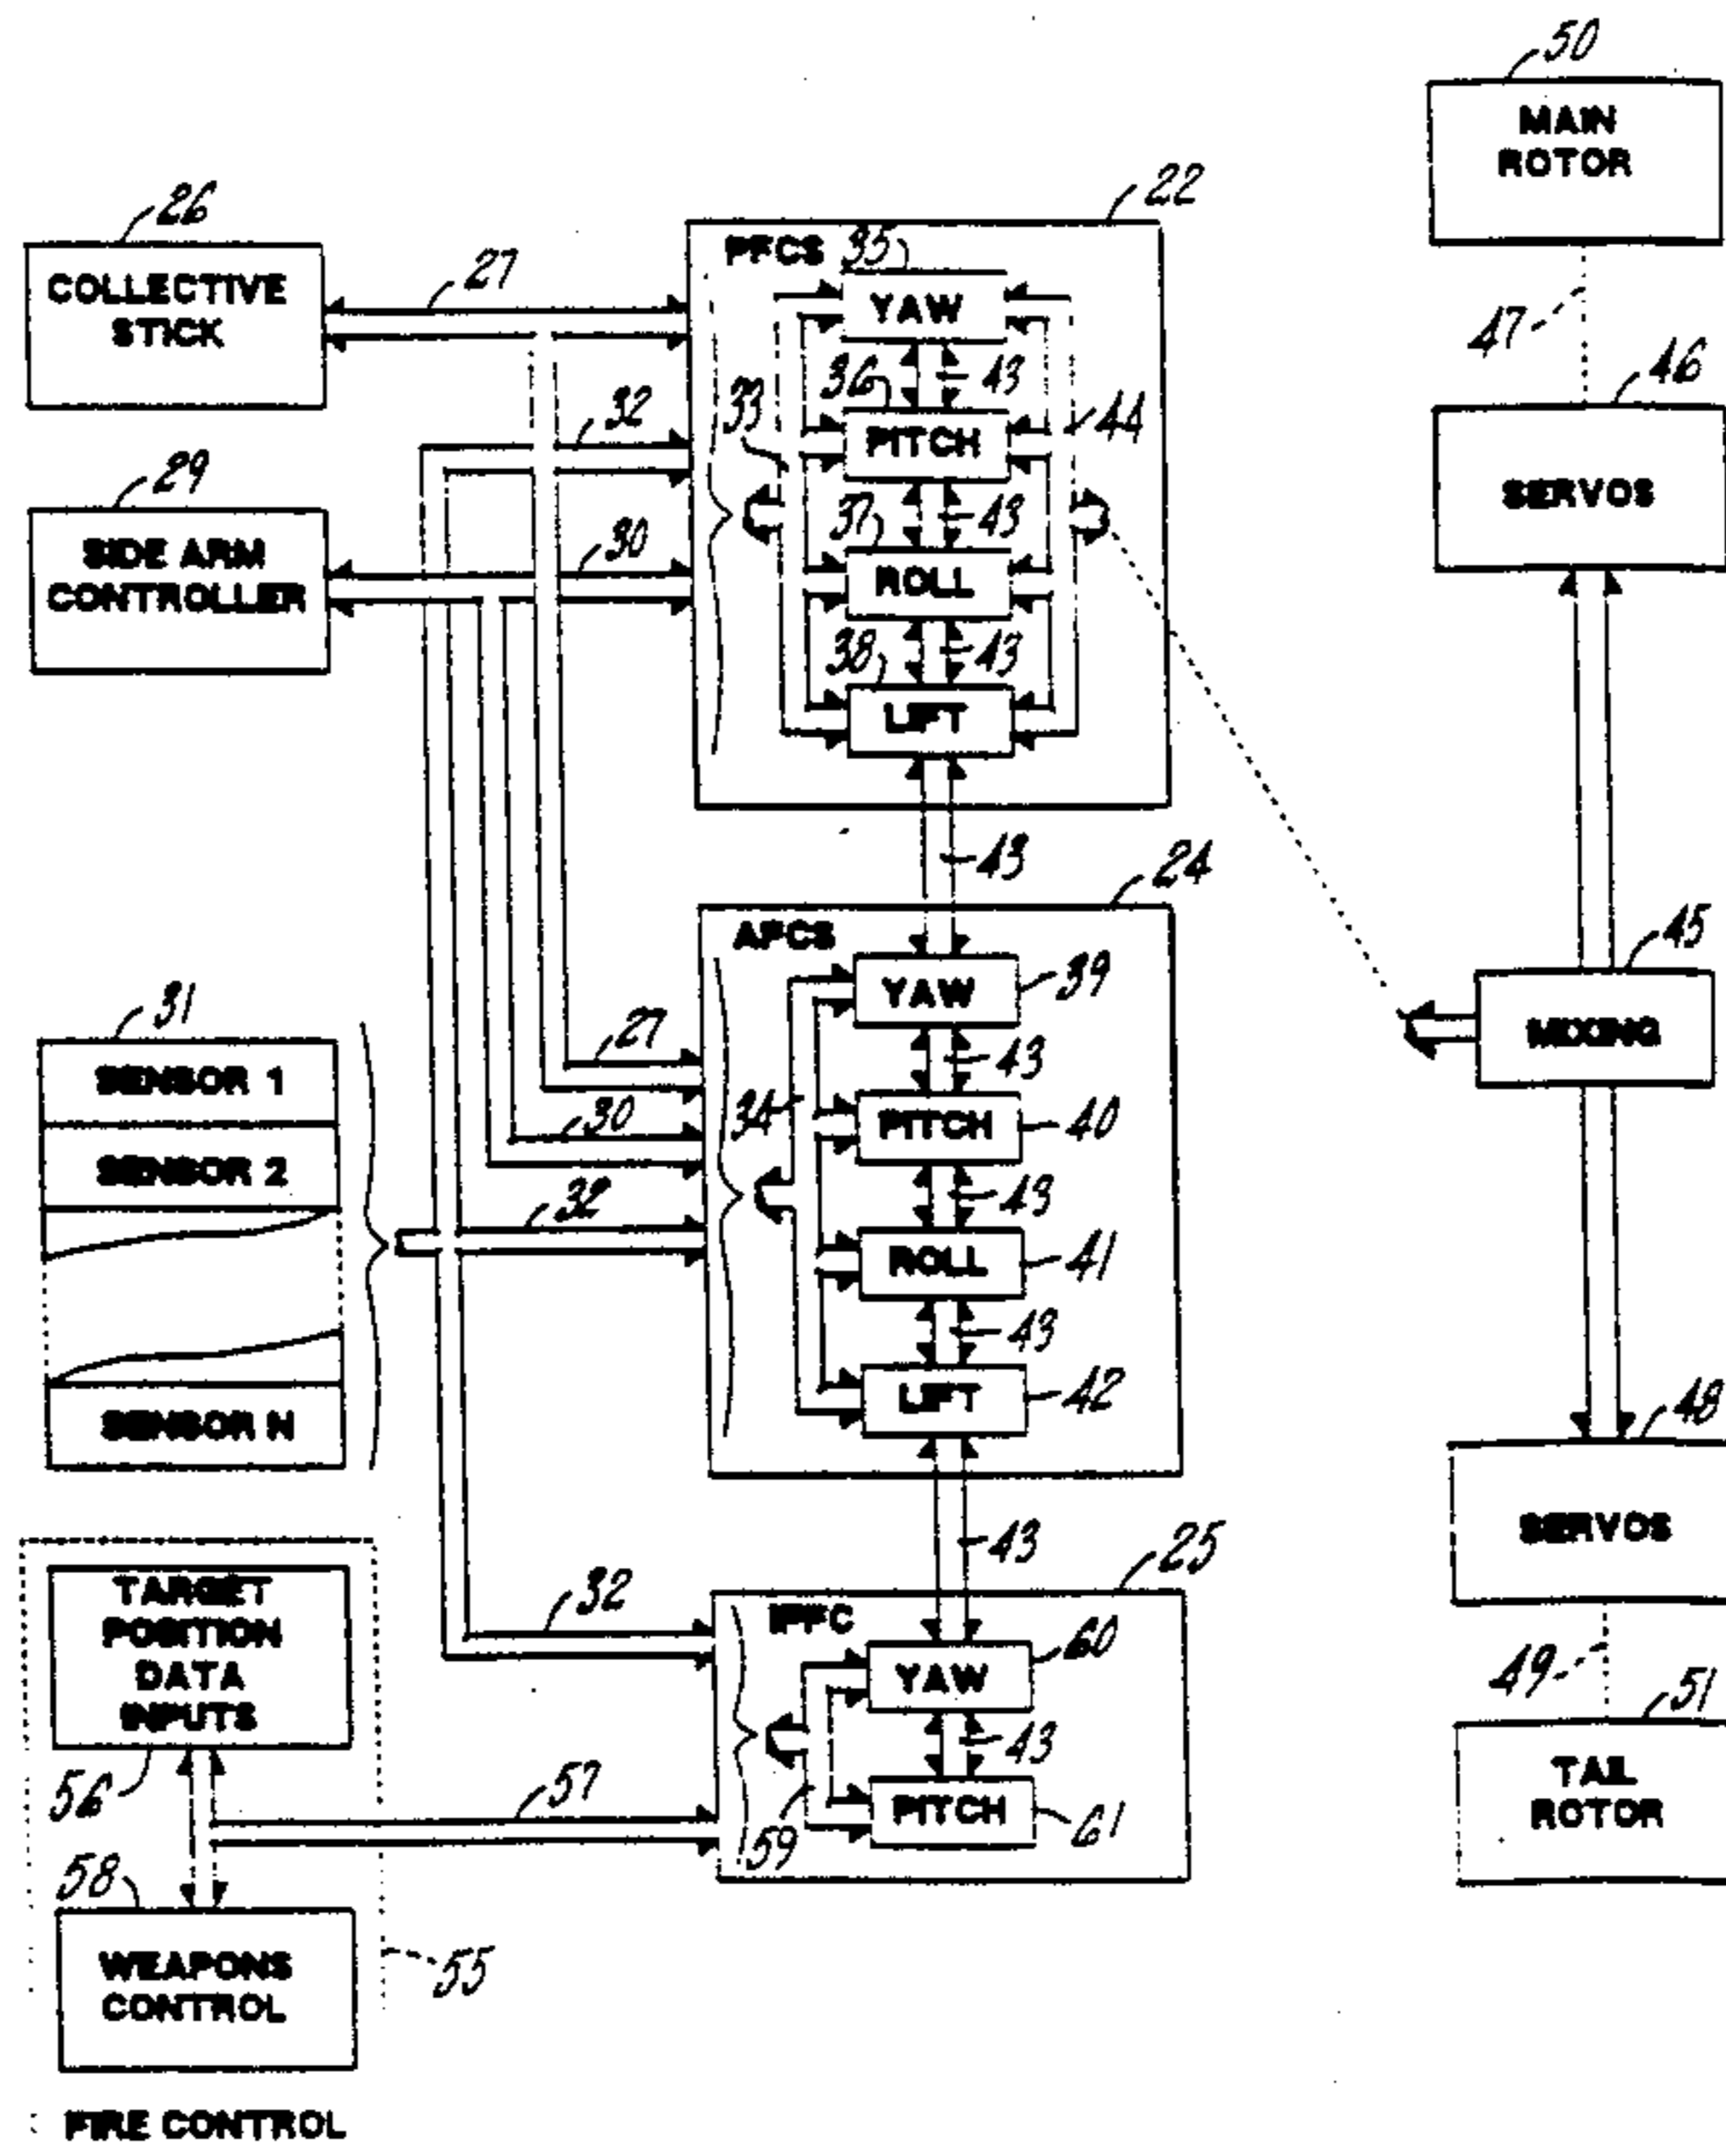 50
MAIN
ROTOR
47
46
SERVOS
26
COLLECTIVE
STICK
27
32
29
SIDE ARM
CONTROLLER
30
22
PFCS
35
YAW
33
36
43
44
PITCH
37
43
ROLL
38
43
LIFT
43
24
AFCS
YAW
39
43
34
PITCH
40
43
ROLL
41
43
LIFT
42
27
30
32
45
MIXING
31
SENSOR 1
SENSOR 2
SENSOR N
48
SERVOS
49
51
TAIL
ROTOR
43
25
IFFC
YAW
60
43
59
PITCH
61
32
TARGET
POSITION
DATA
INPUTS
56
57
58
WEAPONS
CONTROL
55
FIRE CONTROL